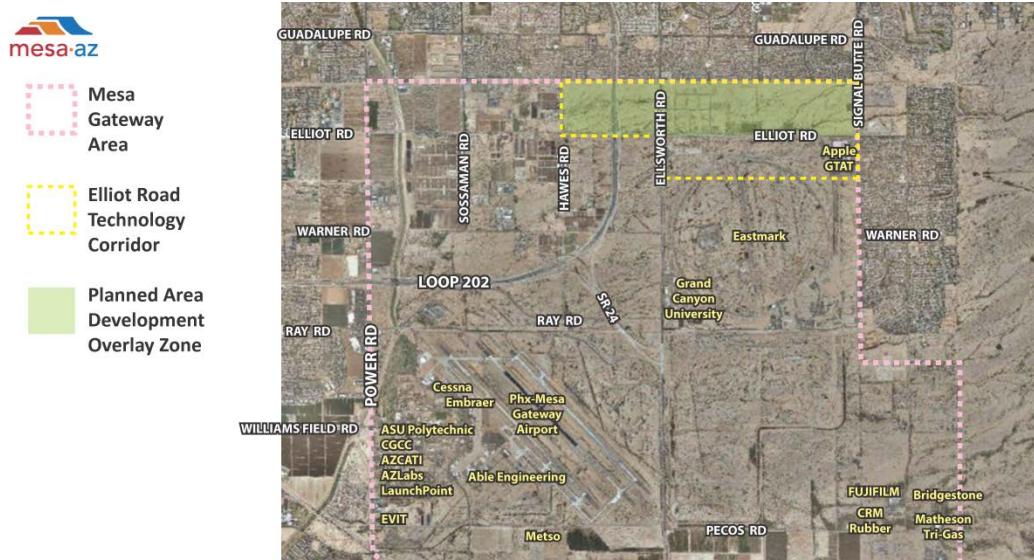 mesa·az
Mesa
Gateway
Area
Elliot Road
Technology
Corridor
Planned Area
Development
Overlay Zone
GUADALUPE RD
GUADALUPE RD
SIGNAL BUTTE RD
ELLIOT RD
SOSSAMAN RD
HAWES RD
ELLSWORTH RD
ELLIOT RD
Apple
GTAT
WARNER RD
Eastmark
WARNER RD
LOOP 202
SR 24
Grand
Canyon
University
RAY RD
POWER RD
RAY RD
Cessna
Embraer
Phx-Mesa
Gateway
Airport
WILLIAMS FIELD RD
ASU Polytechnic
CGCC
AZCATI
AZLabs
LaunchPoint
Able Engineering
EVIT
Metso
PECOS RD
FUJIFILM
CRM
Rubber
Bridgestone
Matheson
Tri-Gas